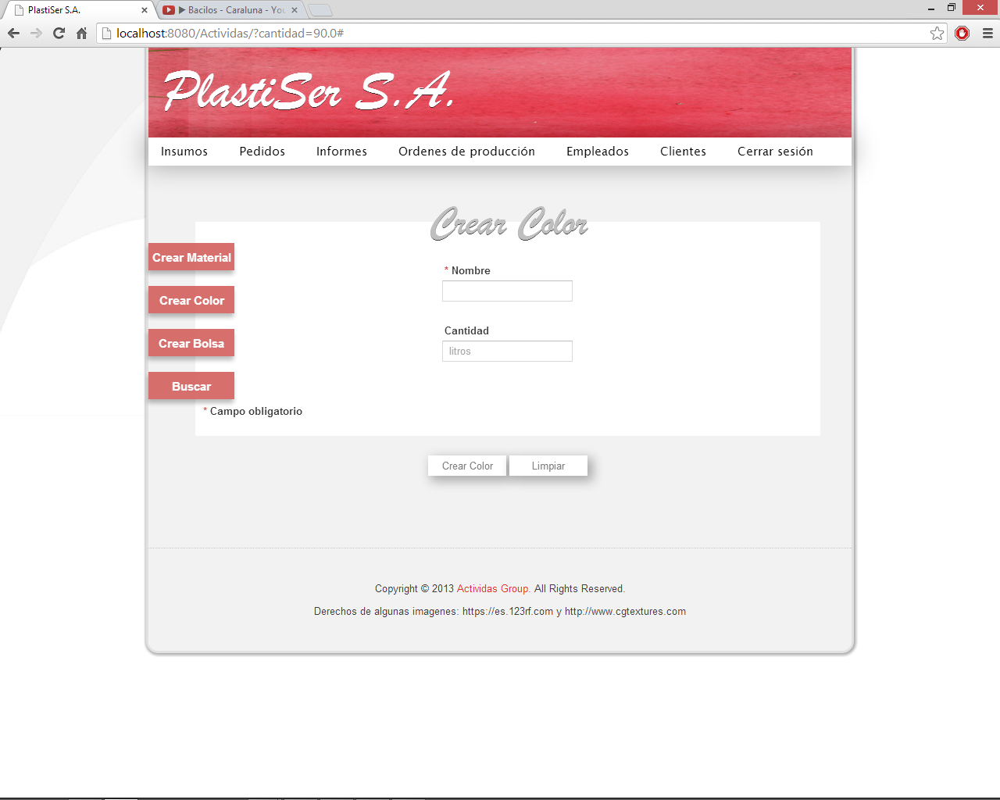 PlastiSer S.A.
Bacilos - Caraluna - You
localhost:8080/Actividas/?cantidad=90.0#
PlastiSer S.A.
Insumos Pedidos Informes Ordenes de producción Empleados Clientes Cerrar sesión
Crear Color
Crear Material
Crear Color
Crear Bolsa
Buscar
* Nombre
Cantidad
litros
* Campo obligatorio
Crear Color Limpiar
Copyright © 2013 Actividas Group. All Rights Reserved.
Derechos de algunas imagenes: https://es.123rf.com y http://www.cgtextures.com